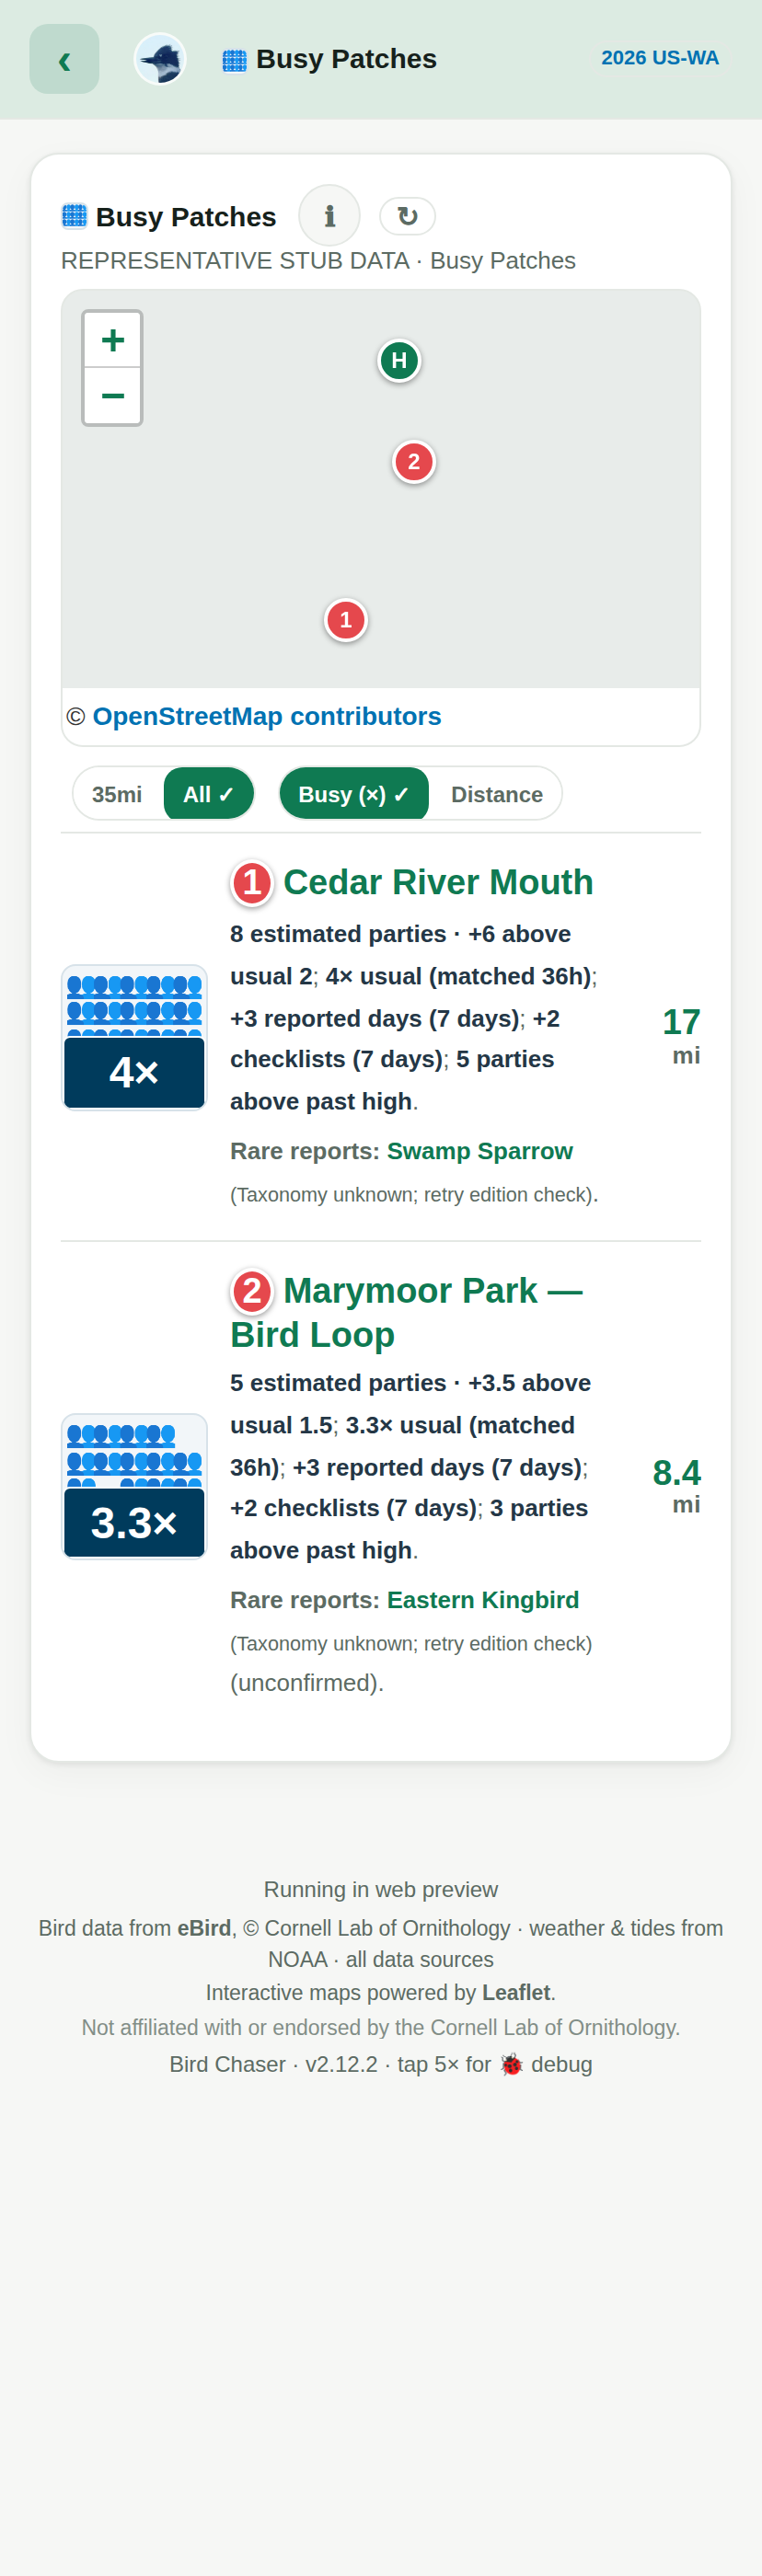 ‹ Busy Patches 2026 US-WA
Busy Patches ℹ ↻
REPRESENTATIVE STUB DATA · Busy Patches
+
−
H
2
1
© OpenStreetMap contributors
35mi All ✓ Busy (×) ✓ Distance
1 Cedar River Mouth
8 estimated parties · +6 above
usual 2; 4× usual (matched 36h);
+3 reported days (7 days); +2
checklists (7 days); 5 parties
above past high.
4×
17
mi
Rare reports: Swamp Sparrow
(Taxonomy unknown; retry edition check).
2 Marymoor Park —
Bird Loop
5 estimated parties · +3.5 above
usual 1.5; 3.3× usual (matched
36h); +3 reported days (7 days);
+2 checklists (7 days); 3 parties
above past high.
3.3×
8.4
mi
Rare reports: Eastern Kingbird
(Taxonomy unknown; retry edition check)
(unconfirmed).
Running in web preview
Bird data from eBird, © Cornell Lab of Ornithology · weather & tides from
NOAA · all data sources
Interactive maps powered by Leaflet.
Not affiliated with or endorsed by the Cornell Lab of Ornithology.
Bird Chaser · v2.12.2 · tap 5× for 🐞 debug